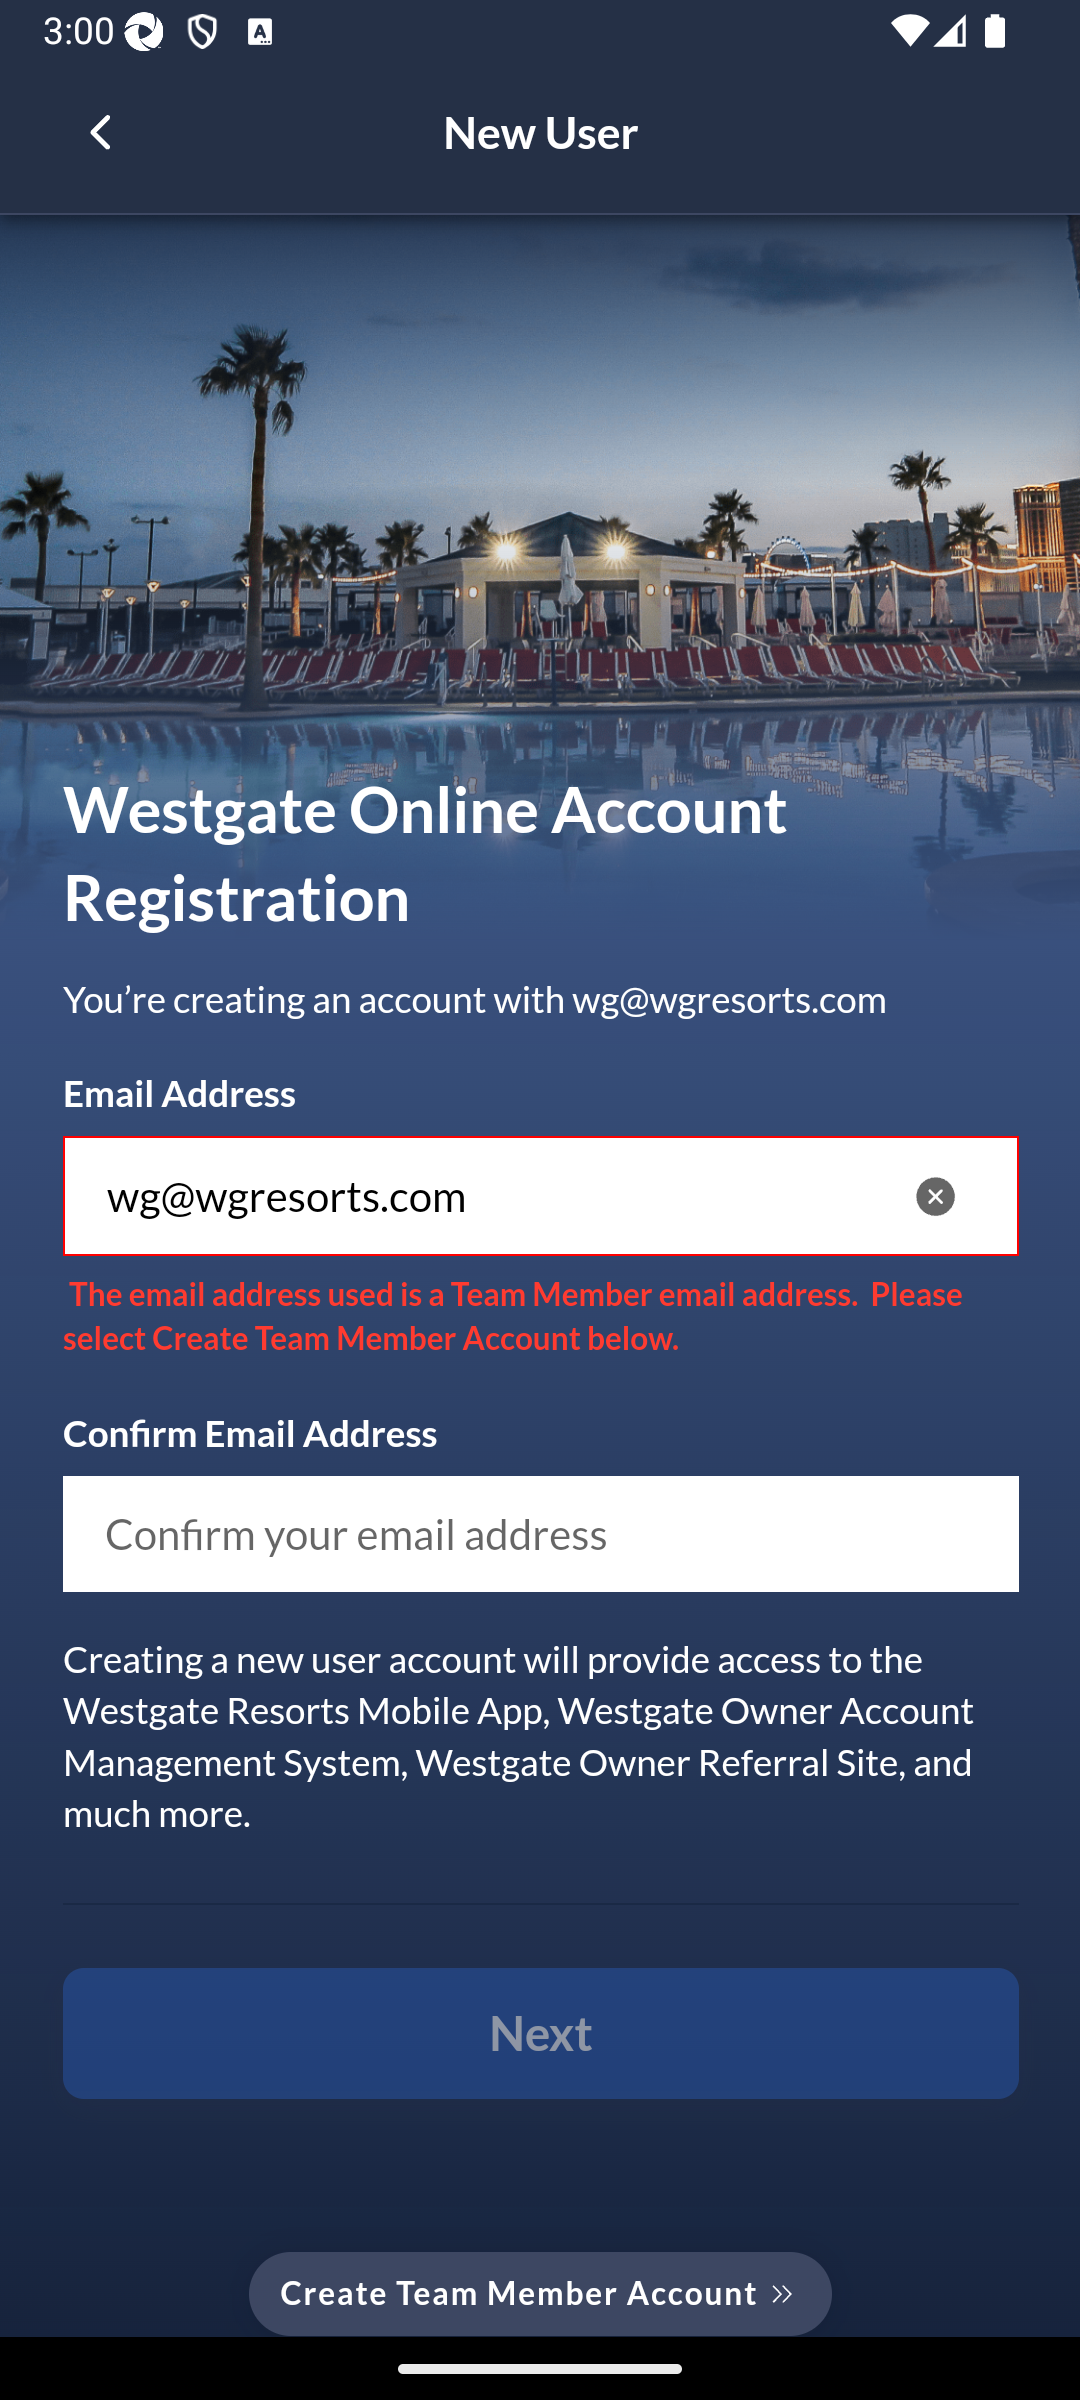 3:00
New User
Westgate Online Account
Registration
You’re creating an account with wg@wgresorts.com
Email Address
wg@wgresorts.com
The email address used is a Team Member email address.  Please
select Create Team Member Account below.
Confirm Email Address
Confirm your email address
Creating a new user account will provide access to the
Westgate Resorts Mobile App, Westgate Owner Account
Management System, Westgate Owner Referral Site, and
much more.
Next
Create Team Member Account